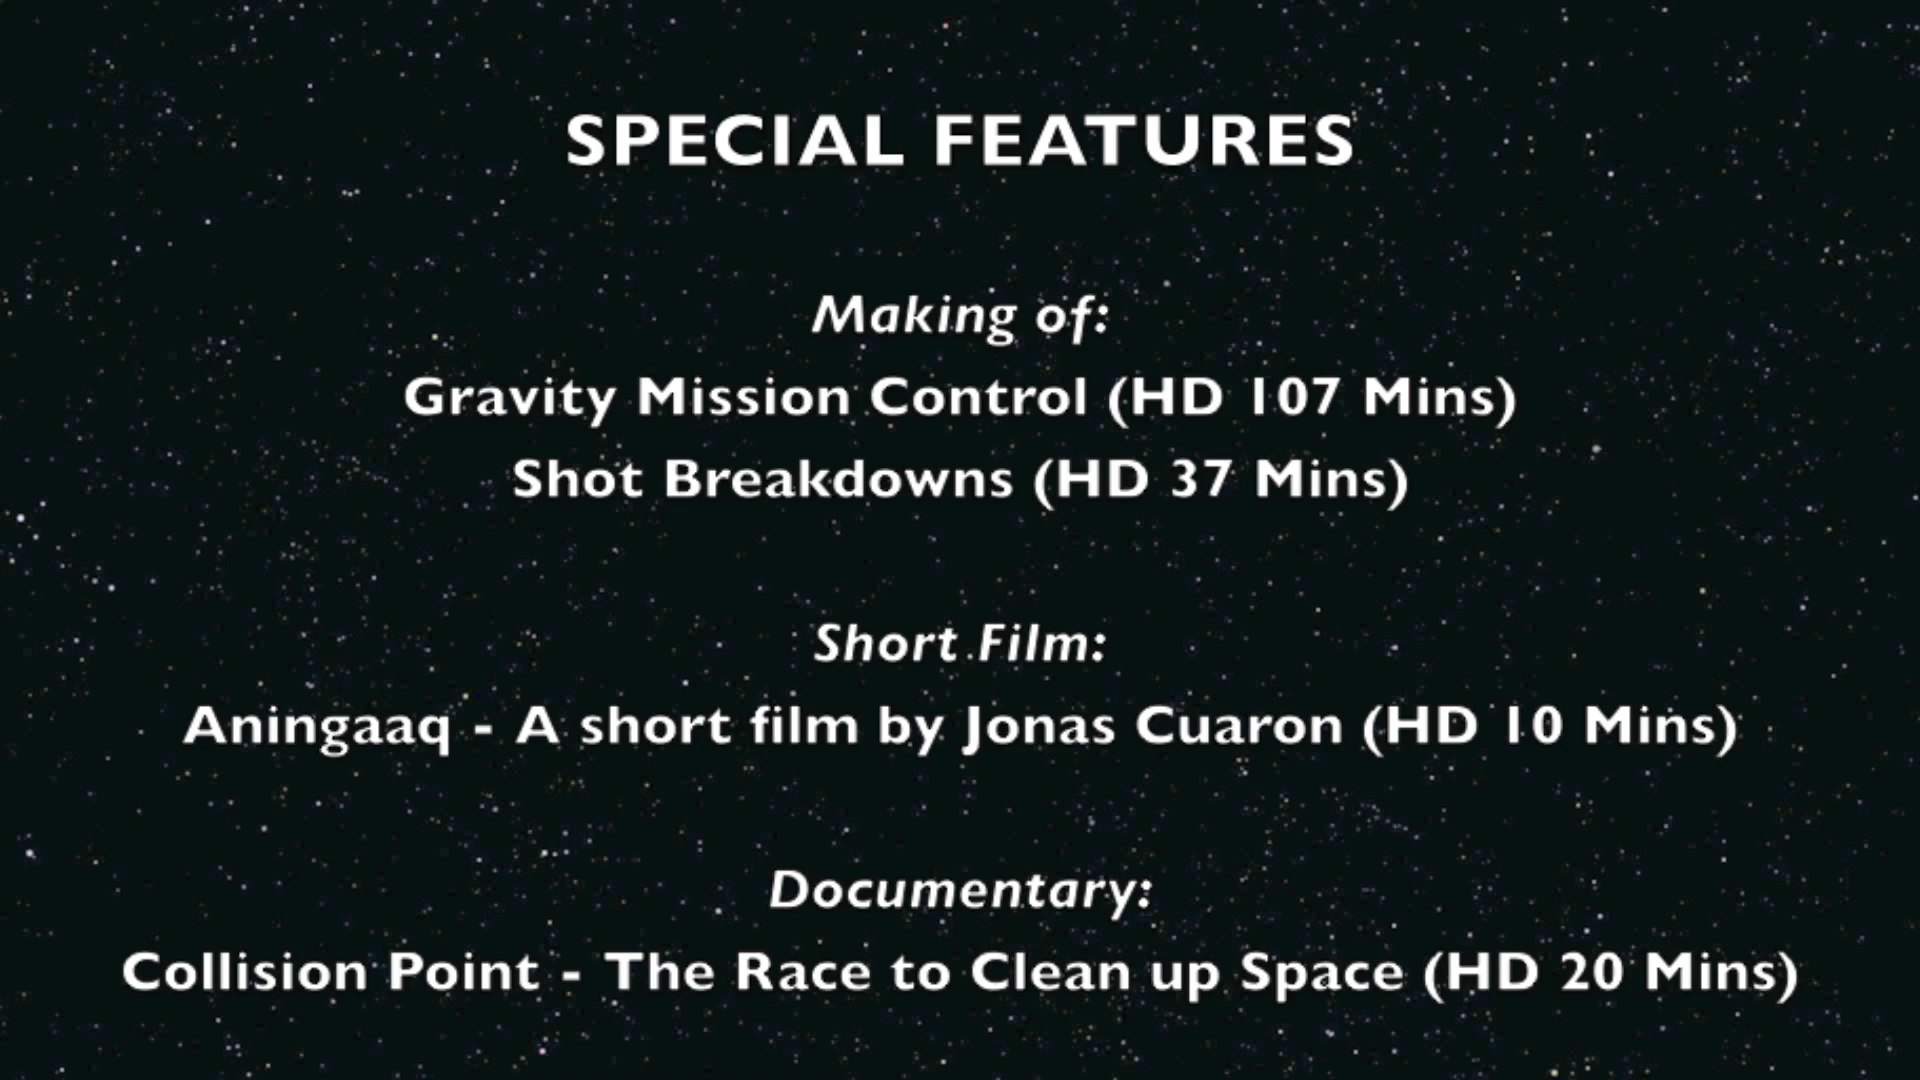 SPECIAL FEATURES
Making of:
Gravity Mission Control (HD 107 Mins)
Shot Breakdowns (HD 37 Mins)
Short Film:
Aningaaq - A short film by Jonas Cuaron (HD 10 Mins)
Documentary:
Collision Point - The Race to Clean up Space (HD 20 Mins)